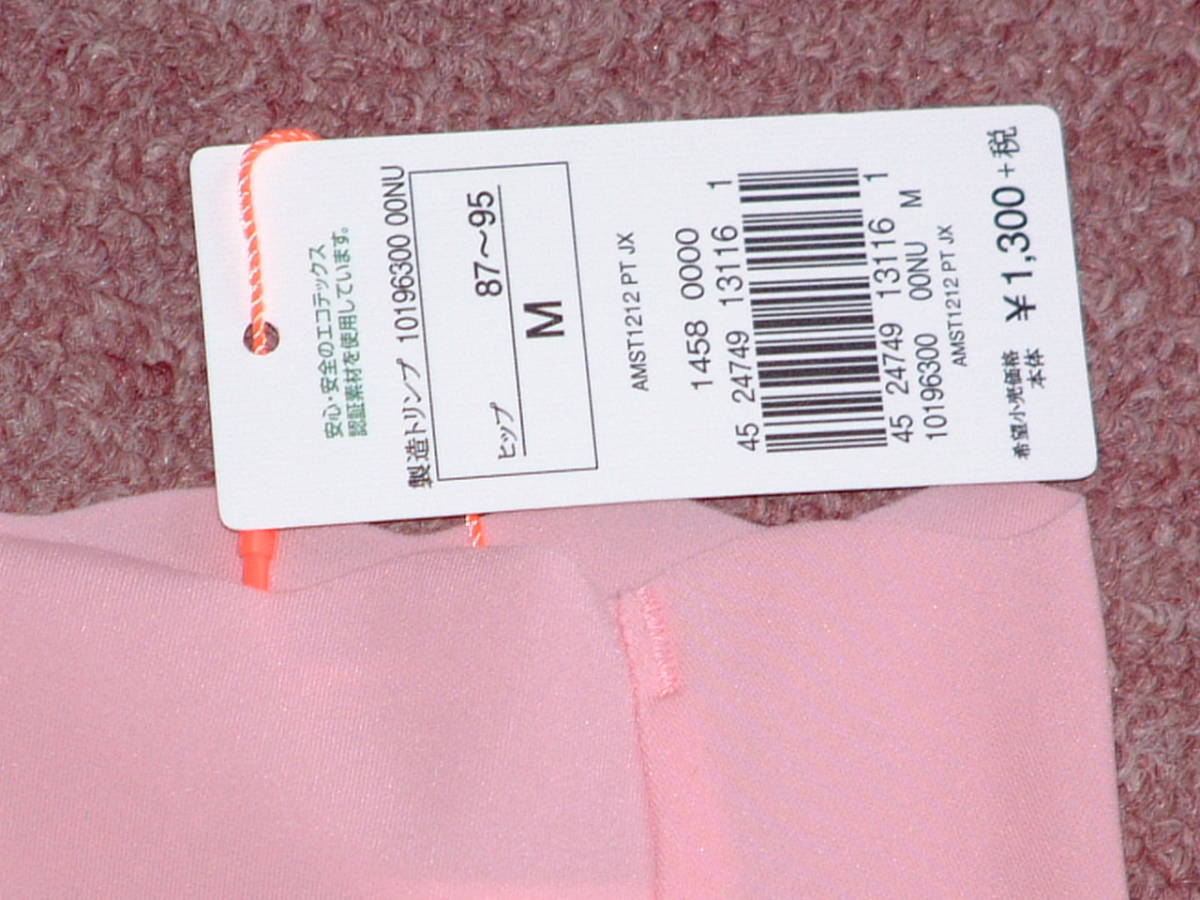 安心・安全のエコテックス
認証素材を使用しています。
製造トリンプ 10196300 00NU
ヒップ 87～95
M
AMST1212 PT JX
1458 0000
45 24749 13116 1
45 24749 13116 1
10196300 00NU M
AMST1212 PT JX
希望小売価格
本体 ¥1,300+税